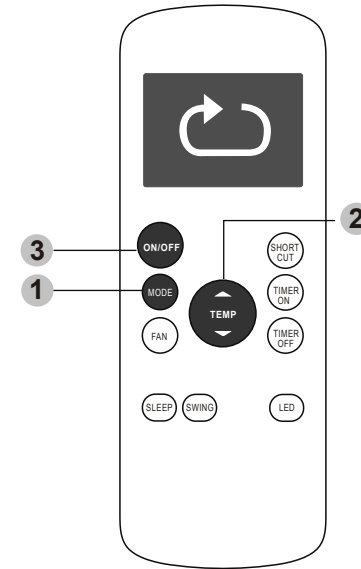 2
3
ON/OFF
SHORT
CUT
1
MODE
TEMP
TIMER
ON
FAN
TIMER
OFF
SLEEP
SWING
LED